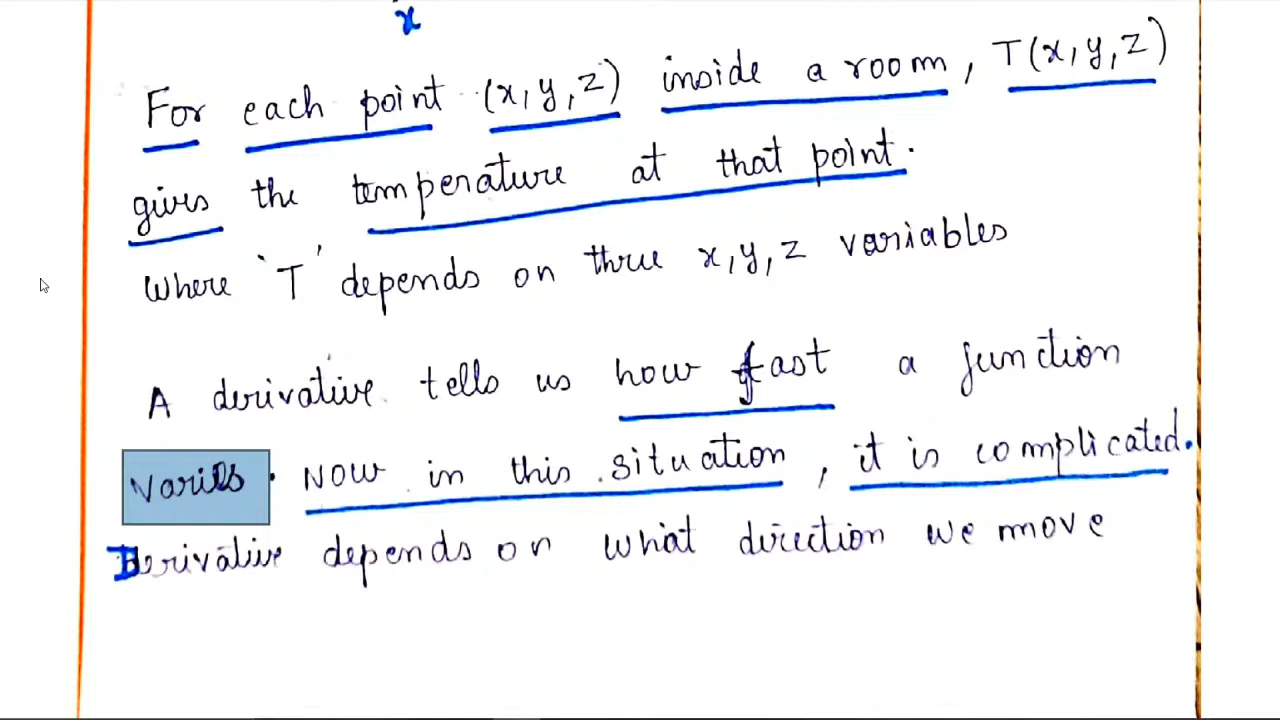 x
For each point (x, y, z) inside a room, T(x, y, z)
gives the temperature at that point.
Where 'T' depends on three x, y, z variables
A derivative tells us how fast a function
varies. Now in this situation, it is complicated.
Derivative depends on what direction we move